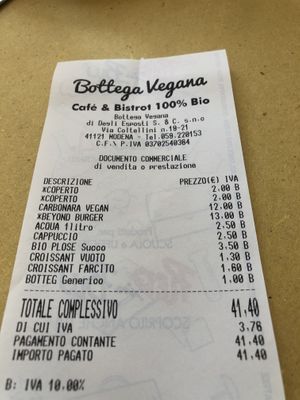 Bottega Vegana
Café & Bistrot 100% Bio
Bottega Vegana
di Degli Esposti S. & C. s.n.c
Via Coltellini n.19-21
41121 MODENA - Tel.059.220153
C.F./ P.IVA 03702540364
DOCUMENTO COMMERCIALE
di vendita o prestazione
DESCRIZIONE PREZZO(€) IVA
*COPERTO 2.00 B
*COPERTO 2.00 B
CARBONARA VEGAN 12.00 B
*BEYOND BURGER 13.00 B
ACQUA 1litro 2.50 B
CAPPUCCIO 2.50 B
BIO PLOSE Succo 3.50 B
CROISSANT VUOTO 1.30 B
CROISSANT FARCITO 1.60 B
BOTTEG Generico 1.00 B
TOTALE COMPLESSIVO 41,40
DI CUI IVA 3,76
PAGAMENTO CONTANTE 41,40
IMPORTO PAGATO 41,40
B: IVA 10.00%